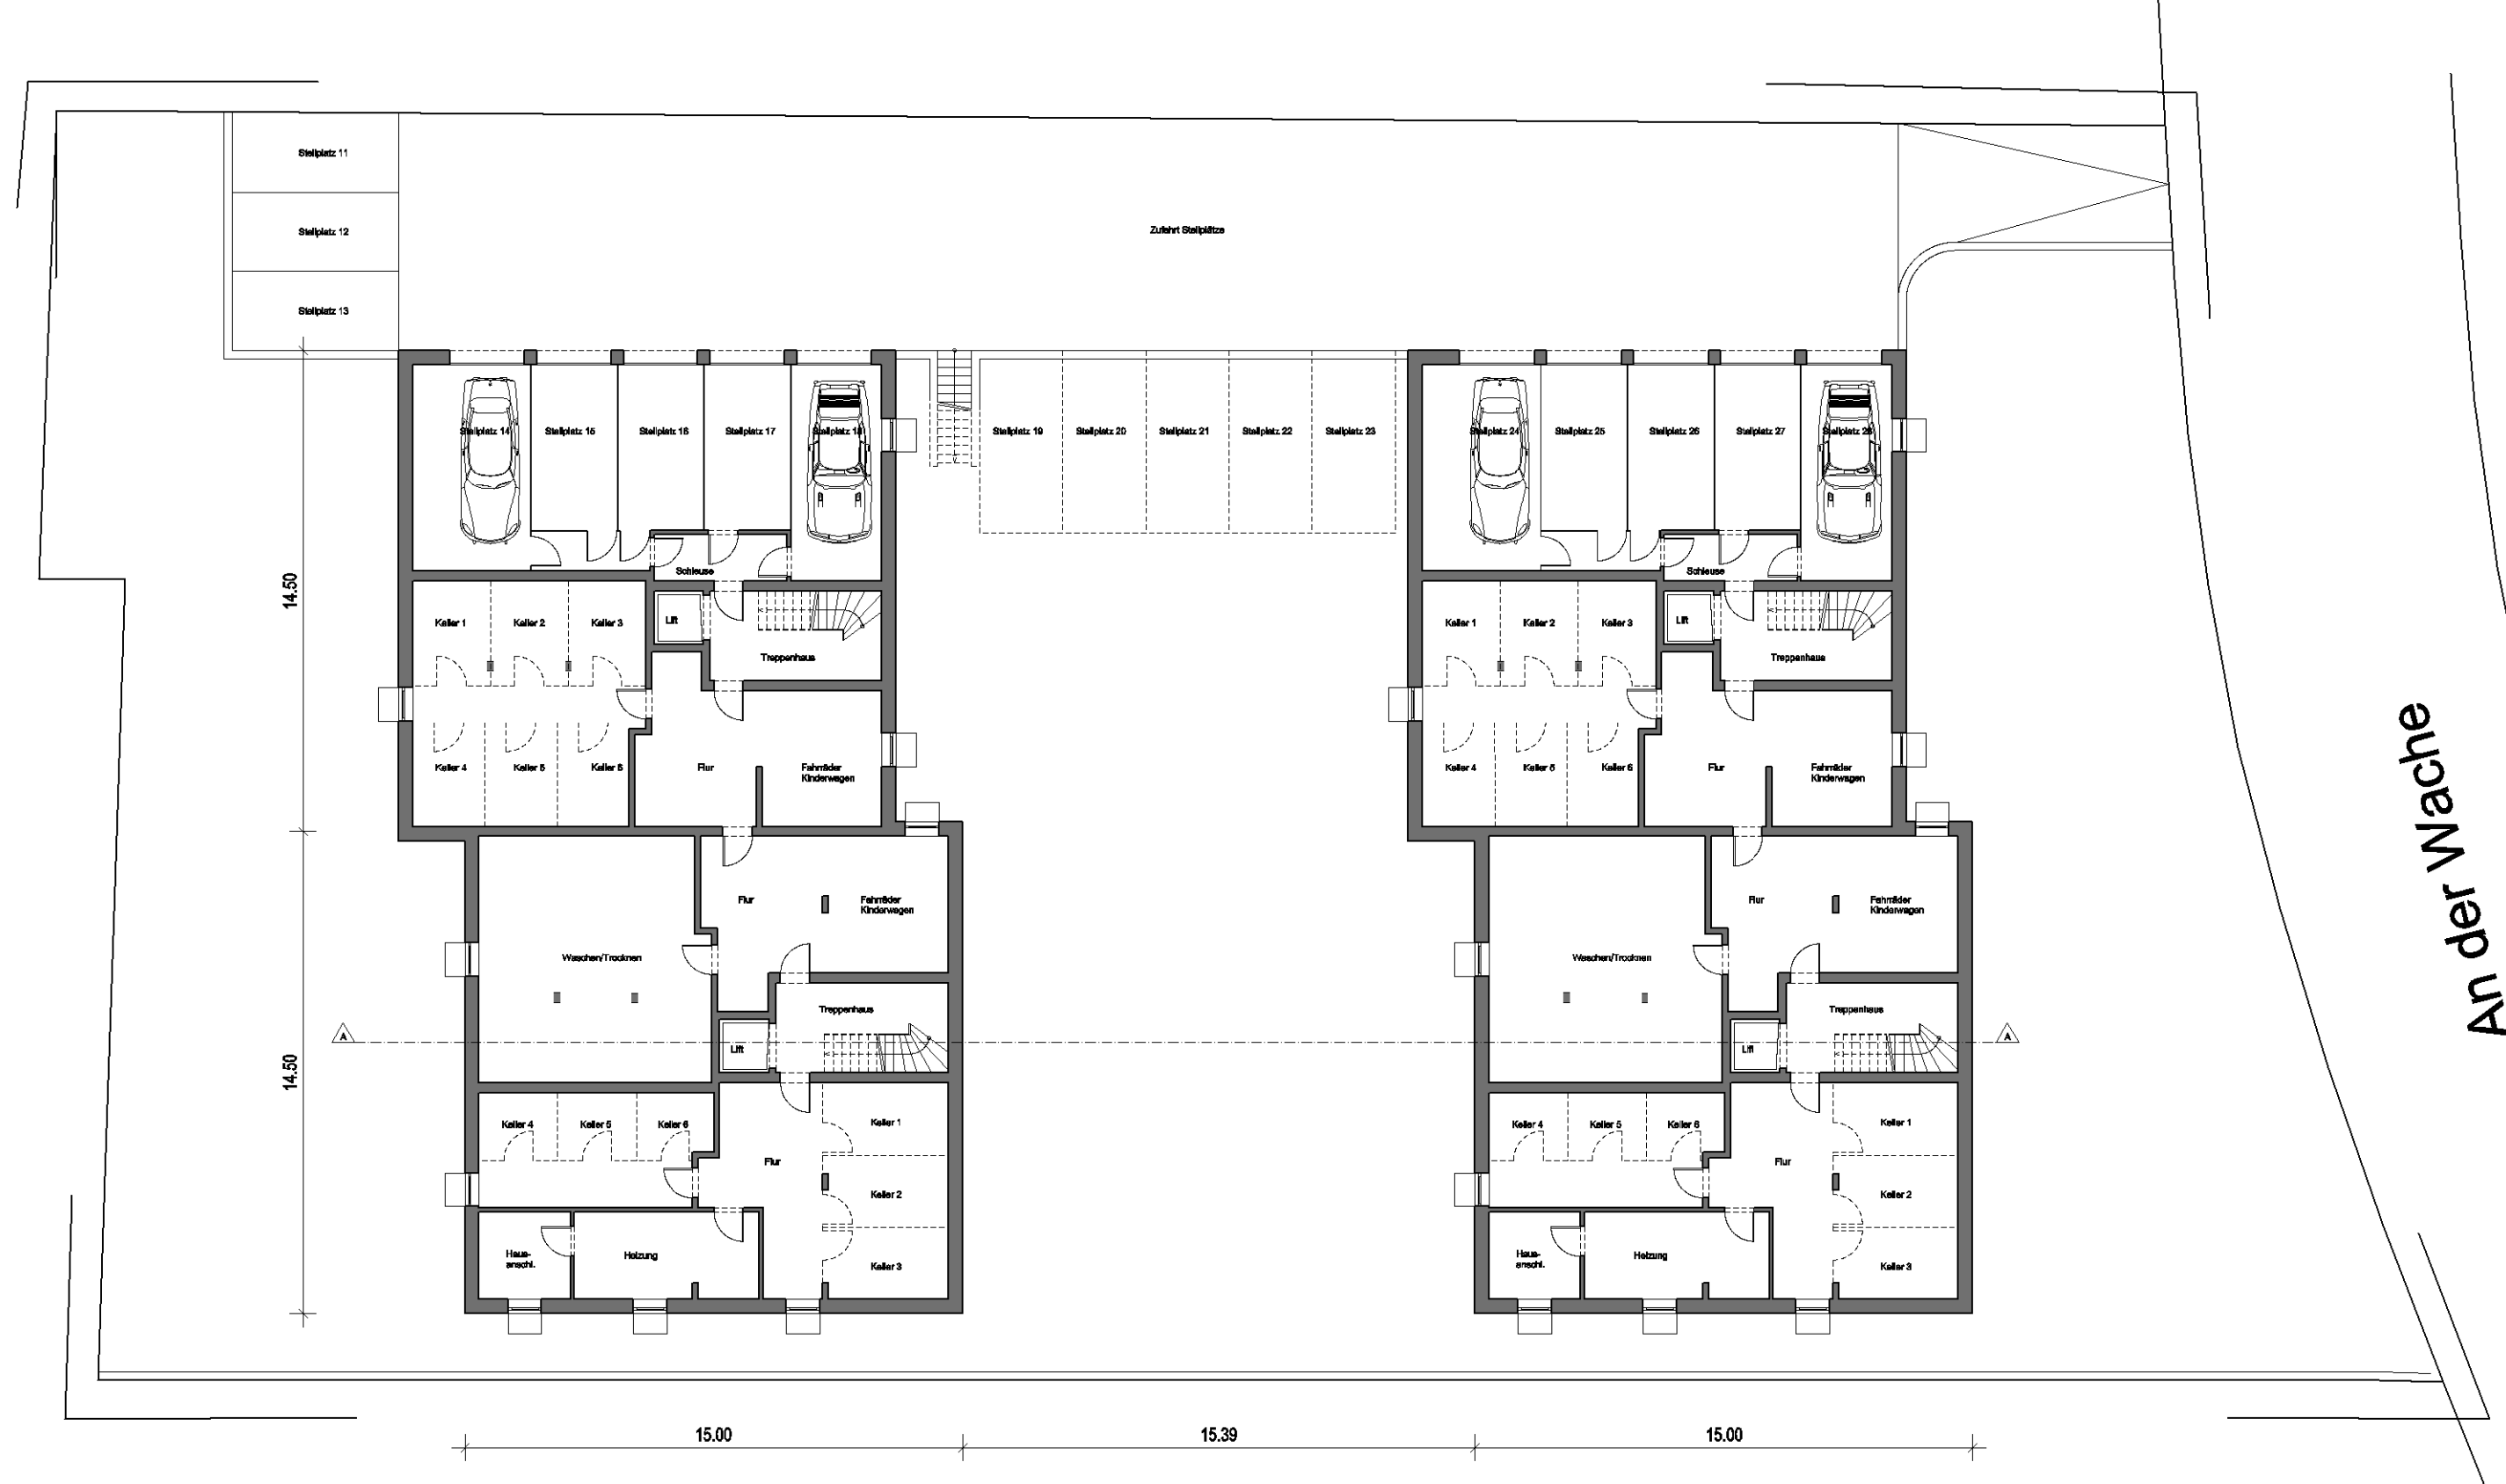 Stellplatz 11
Stellplatz 12
Zufahrt Stellplätze
Stellplatz 13
Stellplatz 14
Stellplatz 15
Stellplatz 16
Stellplatz 17
Stellplatz 18
Stellplatz 19
Stellplatz 20
Stellplatz 21
Stellplatz 22
Stellplatz 23
Stellplatz 24
Stellplatz 25
Stellplatz 26
Stellplatz 27
Stellplatz 28
Schleuse
Schleuse
14.50
Keller 1
Keller 2
Keller 3
Lift
Treppenhaus
Keller 1
Keller 2
Keller 3
Lift
Treppenhaus
Keller 4
Keller 5
Keller 6
Flur
Fahrräder
Kinderwagen
Keller 4
Keller 5
Keller 6
Flur
Fahrräder
Kinderwagen
An der Wache
Flur
Fahrräder
Kinderwagen
Flur
Fahrräder
Kinderwagen
Waschen/Trocknen
Waschen/Trocknen
Treppenhaus
Treppenhaus
A
Lift
Lift
A
14.50
Keller 4
Keller 5
Keller 6
Keller 1
Keller 4
Keller 5
Keller 6
Keller 1
Flur
Keller 2
Flur
Keller 2
Haus-
anschl.
Heizung
Keller 3
Haus-
anschl.
Heizung
Keller 3
15.00
15.39
15.00